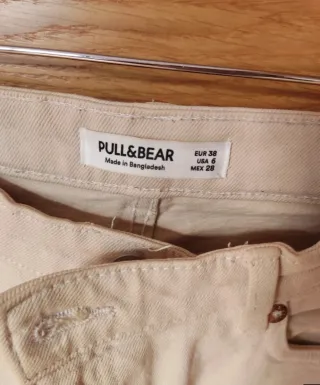 PULL&BEAR
Made in Bangladesh
EUR 38
USA 6
MEX 28